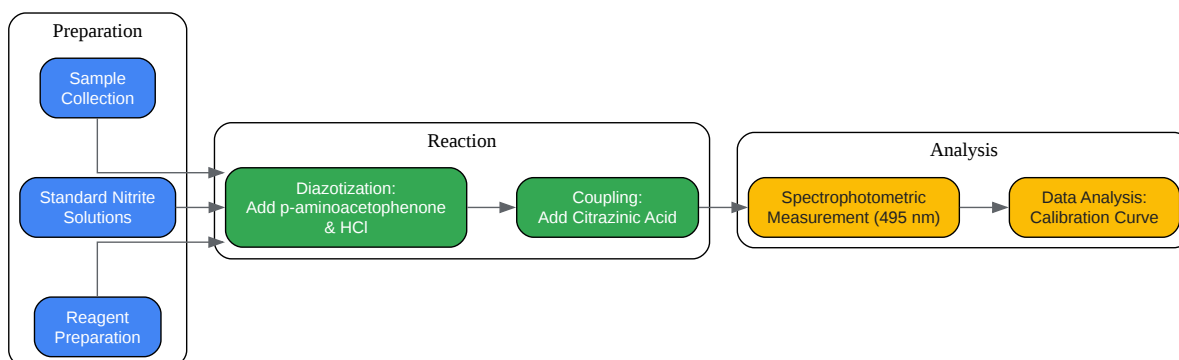 Preparation
Sample
Collection
Standard Nitrite
Solutions
Reagent
Preparation
Reaction
Diazotization:
Add p-aminoacetophenone
& HCl
Coupling:
Add Citrazinic Acid
Analysis
Spectrophotometric
Measurement (495 nm)
Data Analysis:
Calibration Curve